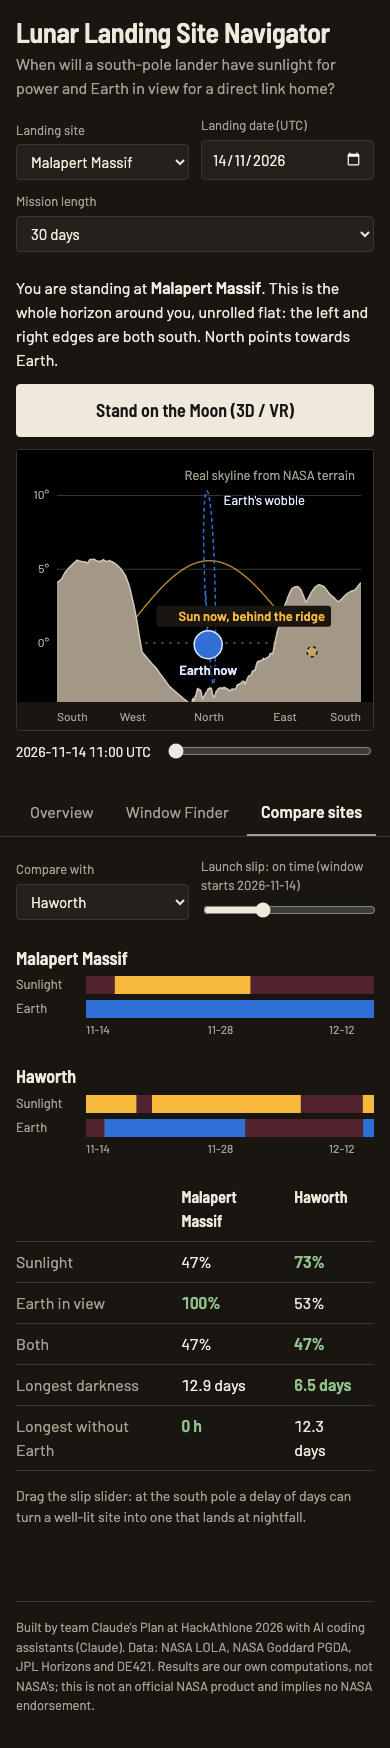 Lunar Landing Site Navigator
When will a south-pole lander have sunlight for
power and Earth in view for a direct link home?
Landing site
Malapert Massif
Landing date (UTC)
14/11/2026
Mission length
30 days
You are standing at Malapert Massif. This is the
whole horizon around you, unrolled flat: the left and
right edges are both south. North points towards
Earth.
Stand on the Moon (3D / VR)
Real skyline from NASA terrain
10°
Earth's wobble
5°
Sun now, behind the ridge
0°
Earth now
South West North East South
2026-11-14 11:00 UTC
Overview Window Finder Compare sites
Compare with
Haworth
Launch slip: on time (window
starts 2026-11-14)
Malapert Massif
Sunlight
Earth
11-14 11-28 12-12
Haworth
Sunlight
Earth
11-14 11-28 12-12
Malapert
Massif
Haworth
Sunlight 47% 73%
Earth in view 100% 53%
Both 47% 47%
Longest darkness 12.9 days 6.5 days
Longest without
Earth
0 h
12.3
days
Drag the slip slider: at the south pole a delay of days can
turn a well-lit site into one that lands at nightfall.
Built by team Claude's Plan at HackAthlone 2026 with AI coding
assistants (Claude). Data: NASA LOLA, NASA Goddard PGDA,
JPL Horizons and DE421. Results are our own computations, not
NASA's; this is not an official NASA product and implies no NASA
endorsement.